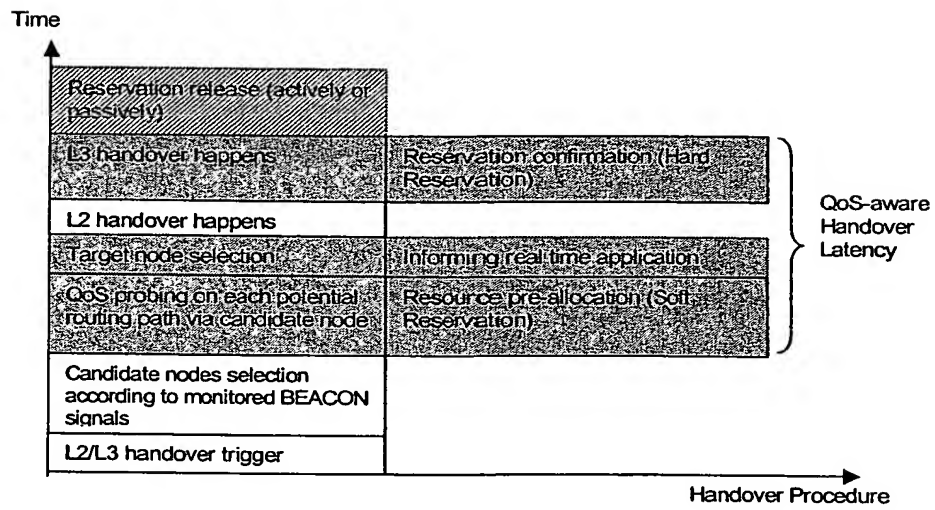 Time
Reservation release (actively or
passively)
L3 handover happens
Reservation confirmation (Hard
Reservation)
L2 handover happens
Target node selection
Informing real time application
QoS probing on each potential
routing path via candidate node
Resource pre-allocation (Soft
Reservation)
QoS-aware
Handover
Latency
Candidate nodes selection
according to monitored BEACON
signals
L2/L3 handover trigger
Handover Procedure